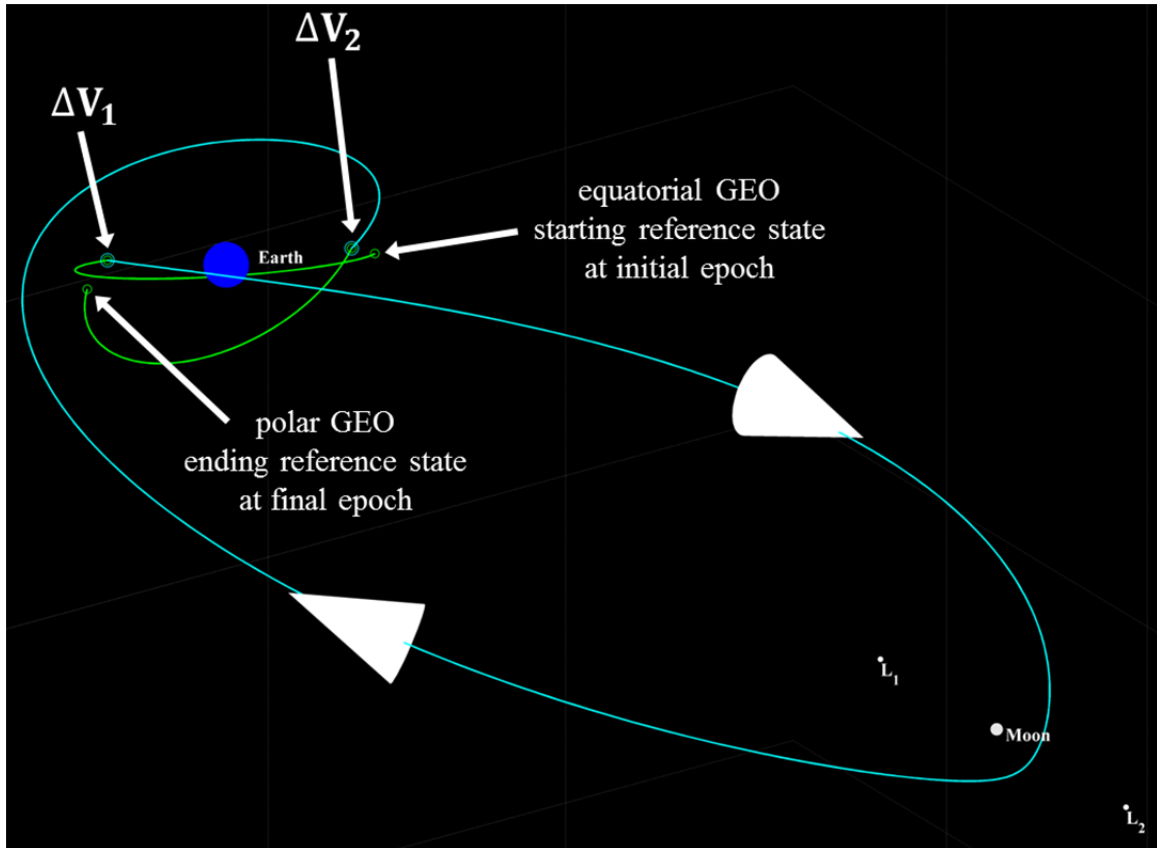 ΔV₂
ΔV₁
equatorial GEO
starting reference state
at initial epoch
Earth
polar GEO
ending reference state
at final epoch
L₁
Moon
L₂